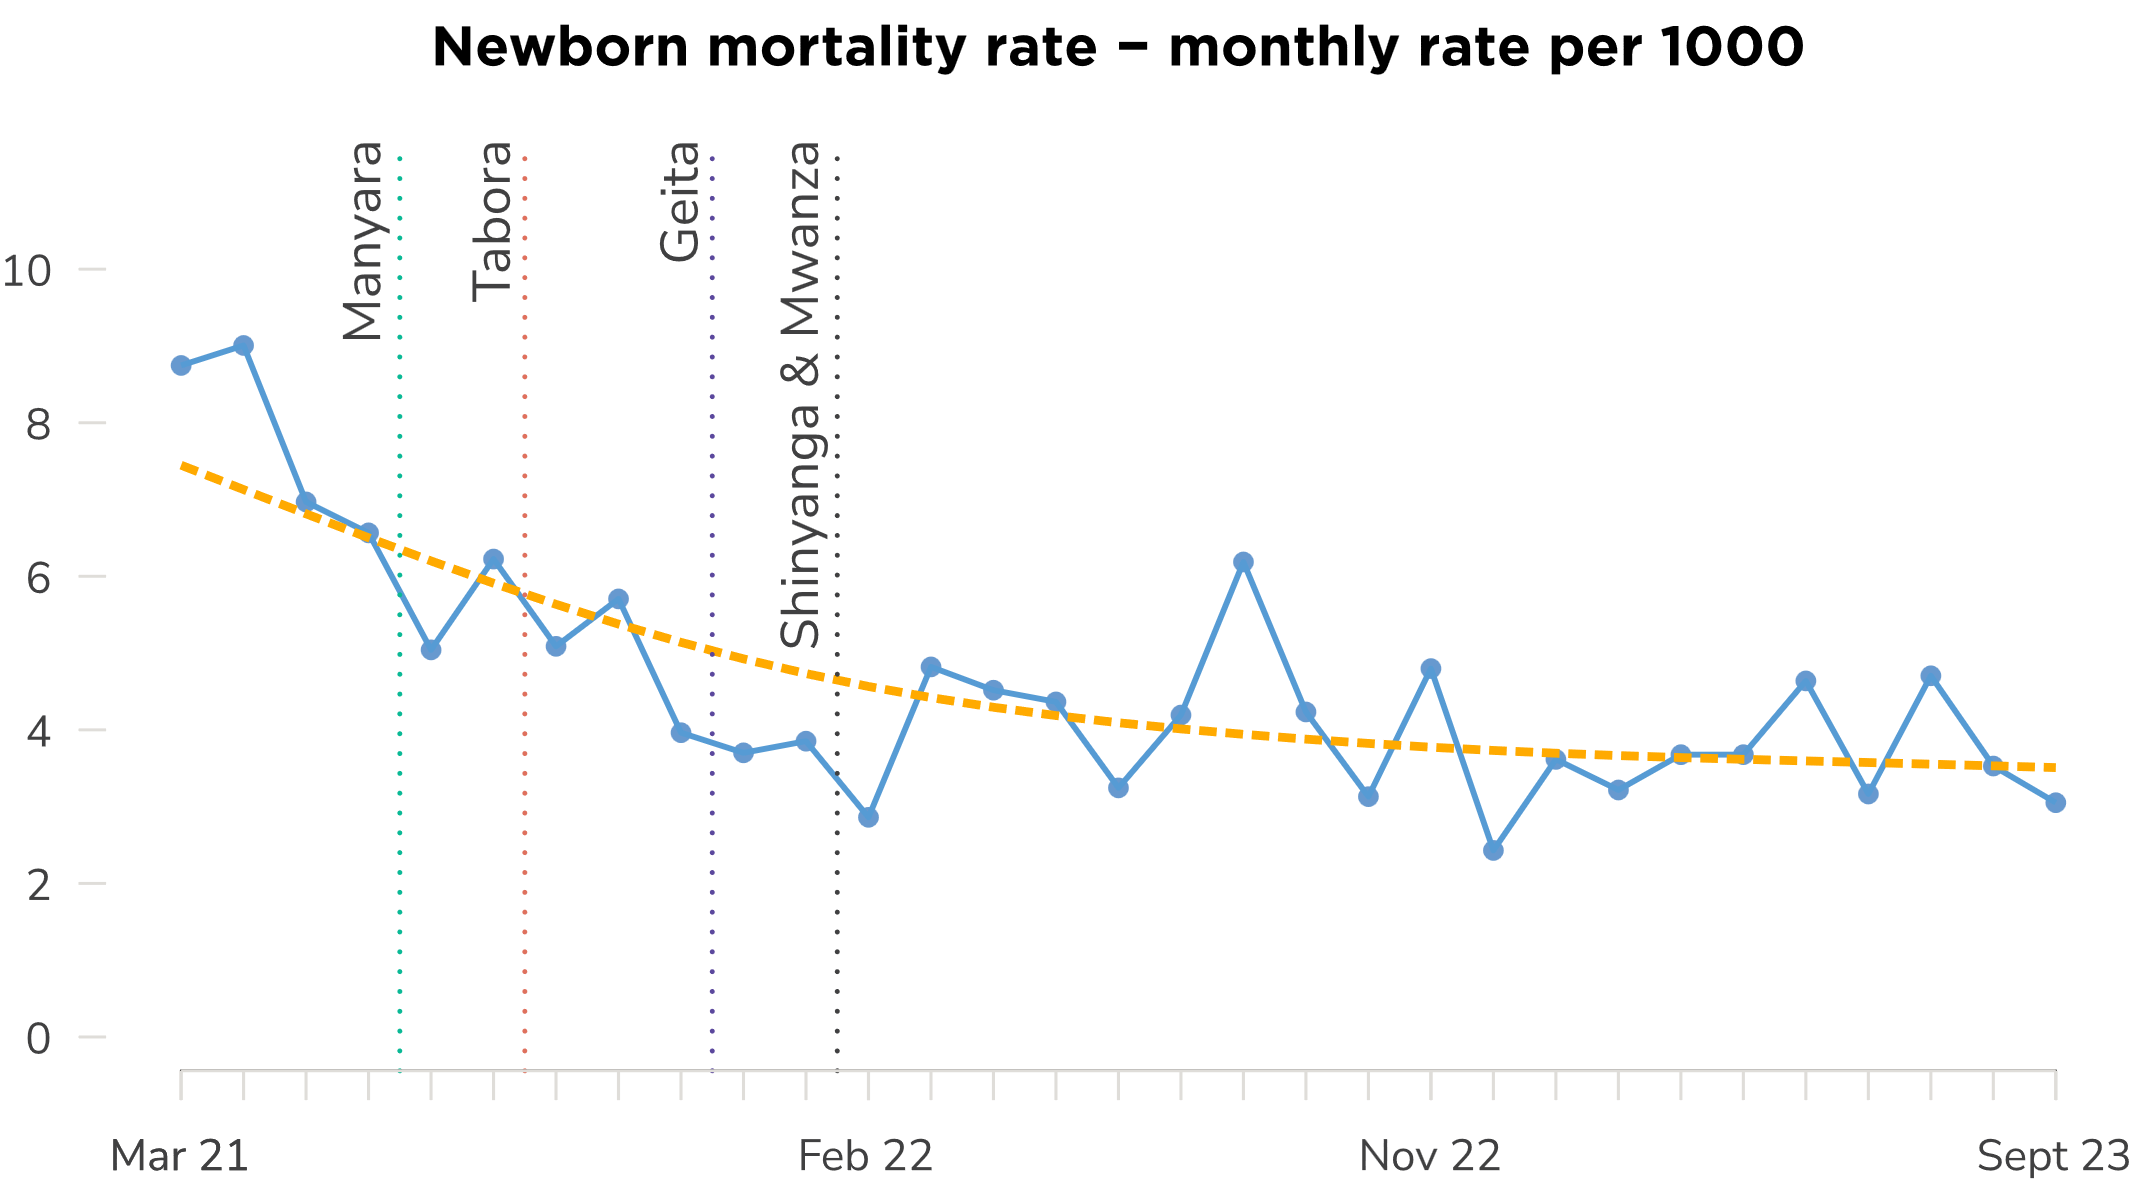 Newborn mortality rate – monthly rate per 1000
Manyara
Tabora
Geita
Shinyanga & Mwanza
10
8
6
4
2
0
Mar 21
Feb 22
Nov 22
Sept 23